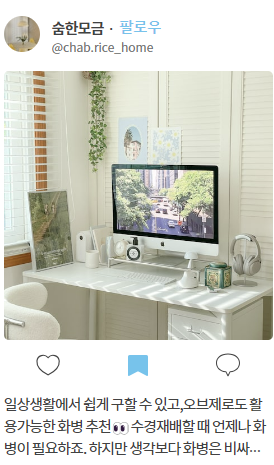 숨한모금 · 팔로우
@chab.rice_home
일상생활에서 쉽게 구할 수 있고,오브제로도 활
용가능한 화병 추천👀 수경재배할 때 언제나 화
병이 필요하죠. 하지만 생각보다 화병은 비싸…